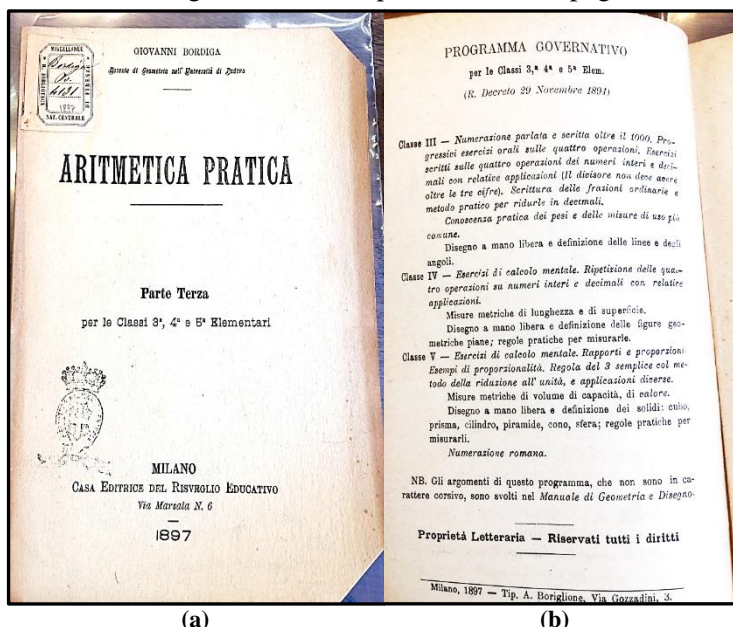 MISCELLANEE
Bordiga
4131
1897
BIBLIOTECA
DI FIRENZE
NAZ. CENTRALE
GIOVANNI BORDIGA
Docente di Geometria nell'Università di Padova
ARITMETICA PRATICA
Parte Terza
per le Classi 3ª, 4ª e 5ª Elementari
MILANO
CASA EDITRICE DEL RISVEGLIO EDUCATIVO
Via Marsala N. 6
1897
(a)
PROGRAMMA GOVERNATIVO
per le Classi 3,ª 4ª e 5ª Elem.
(R. Decreto 29 Novembre 1894)
Classe III — Numerazione parlata e scritta oltre il 1000. Pro-
gressivi esercizi orali sulle quattro operazioni. Esercizi
scritti sulle quattro operazioni dei numeri interi e deci-
mali con relative applicazioni (Il divisore non deve avere
oltre le tre cifre). Scrittura delle frazioni ordinarie e
metodo pratico per ridurle in decimali.
Conoscenza pratica dei pesi e delle misure di uso più
comune.
Disegno a mano libera e definizione delle linee e degli
angoli.
Classe IV — Esercizi di calcolo mentale. Ripetizione delle quat-
tro operazioni su numeri interi e decimali con relative
applicazioni.
Misure metriche di lunghezza e di superficie.
Disegno a mano libera e definizione delle figure geo-
metriche piane; regole pratiche per misurarle.
Classe V — Esercizi di calcolo mentale. Rapporti e proporzioni
Esempi di proporzionalità. Regola del 3 semplice col me-
todo della riduzione all' unità, e applicazioni diverse.
Misure metriche di volume di capacità, di valore.
Disegno a mano libera e definizione dei solidi: cubo,
prisma, cilindro, piramide, cono, sfera; regole pratiche per
misurarli.
Numerazione romana.
NB. Gli argomenti di questo programma, che non sono in ca-
rattere corsivo, sono svolti nel Manuale di Geometria e Disegno.
Proprietà Letteraria — Riservati tutti i diritti
Milano, 1897 — Tip. A. Boriglione, Via Gozzadini, 3.
(b)